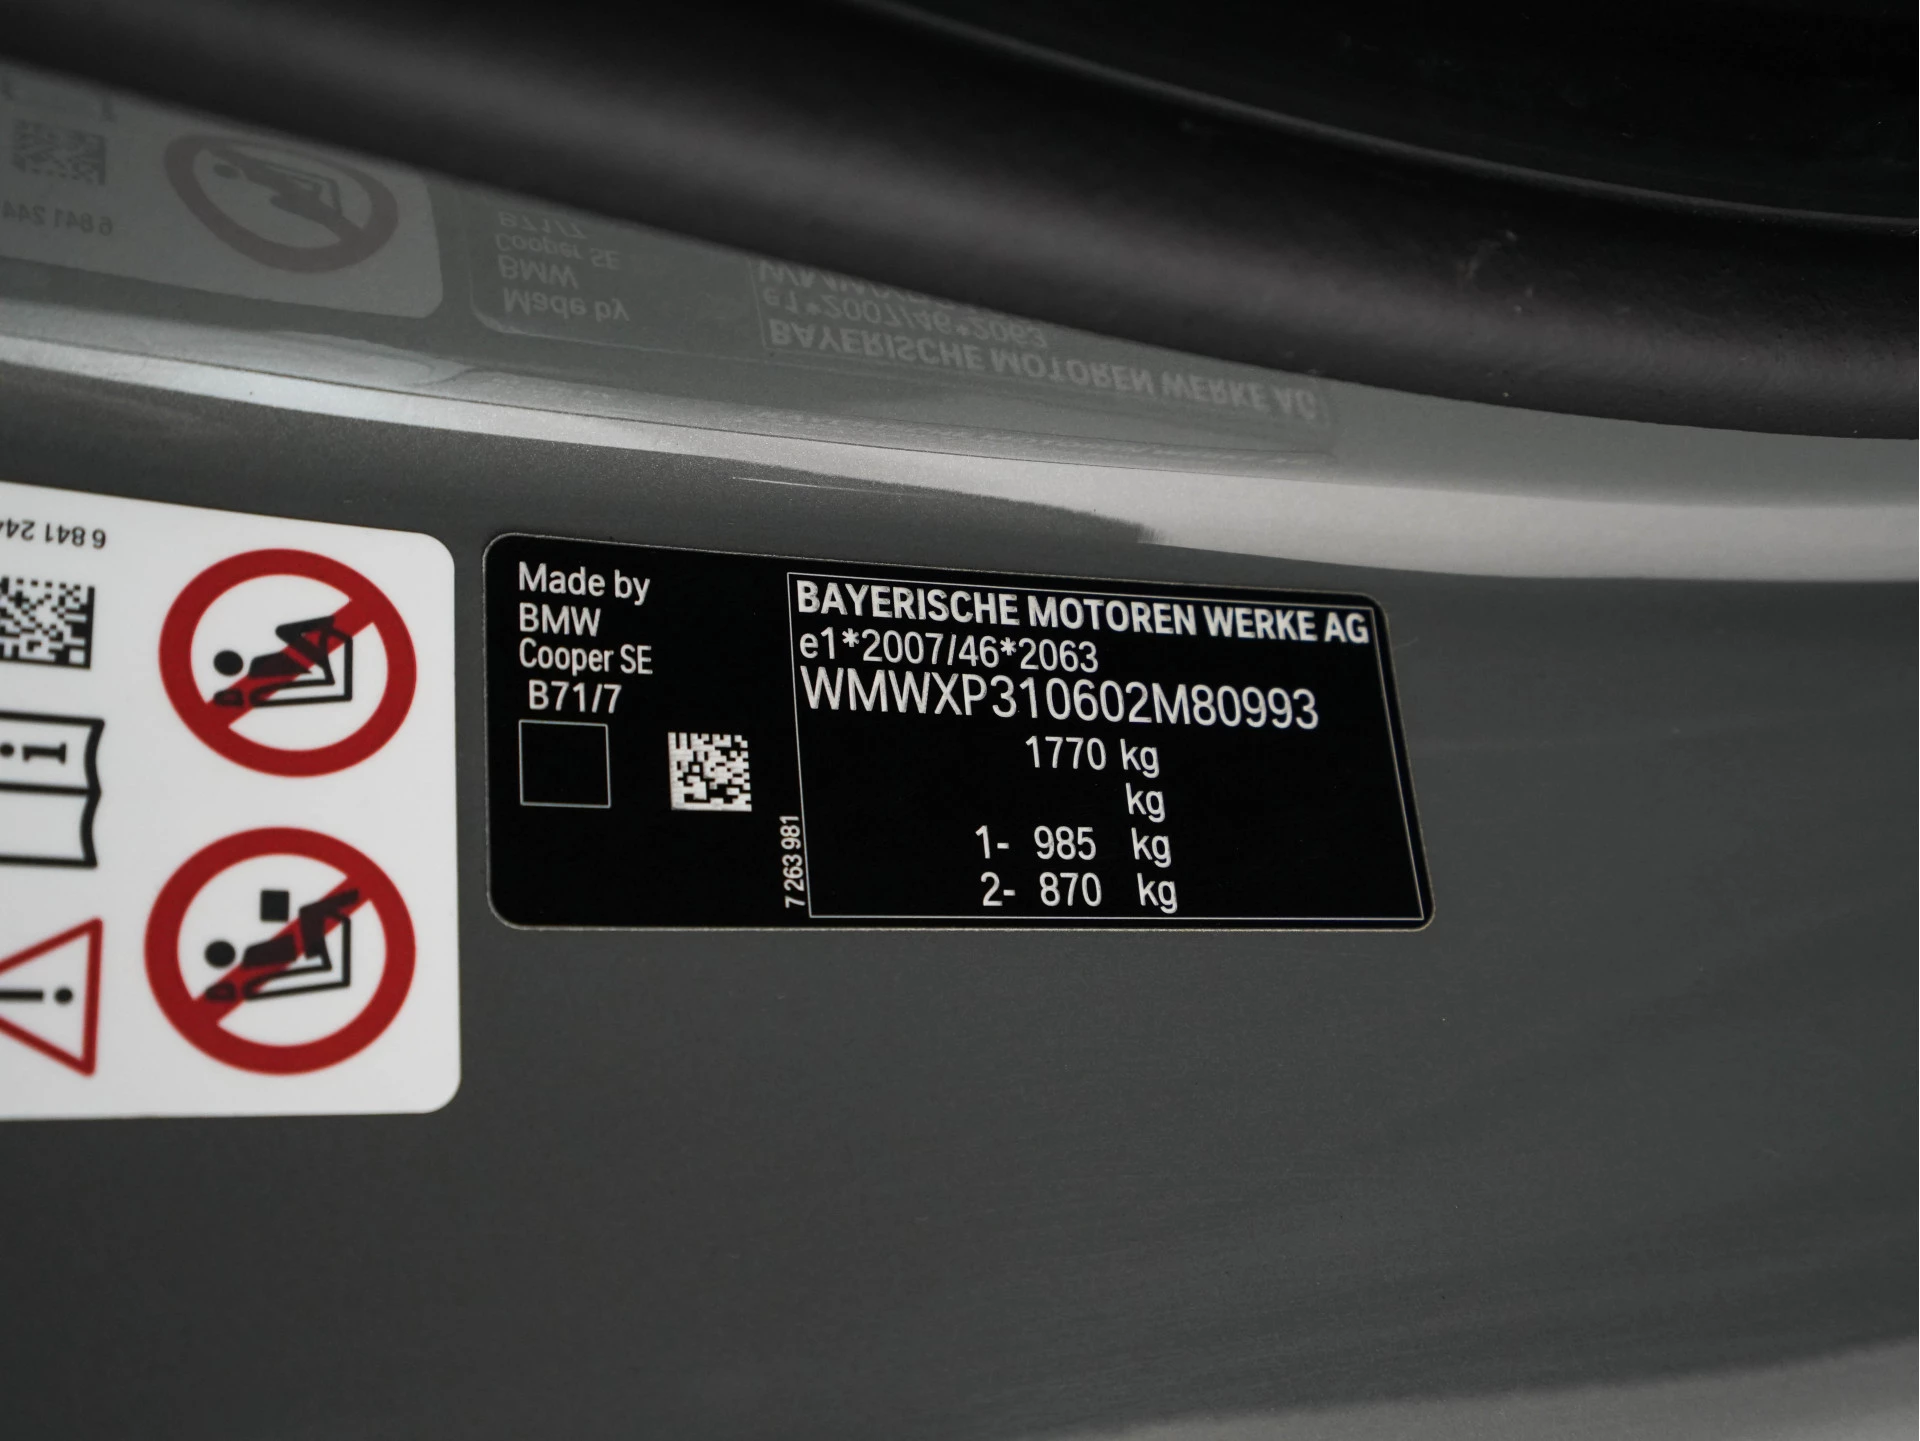 6 841 244
Made by
BMW
Cooper SE
B71/7
BAYERISCHE MOTOREN WERKE AG
e1*2007/46*2063
WMWXP310602M80993
1770 kg
kg
1- 985 kg
2- 870 kg
7 263 981